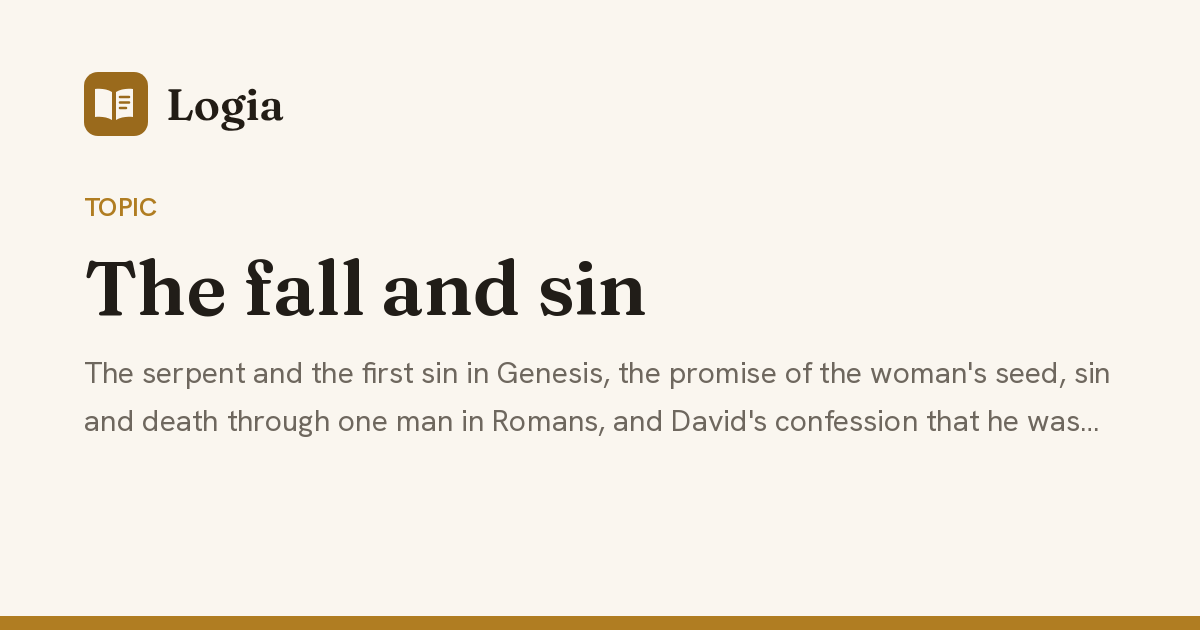 Logia
TOPIC
The fall and sin
The serpent and the first sin in Genesis, the promise of the woman's seed, sin
and death through one man in Romans, and David's confession that he was…